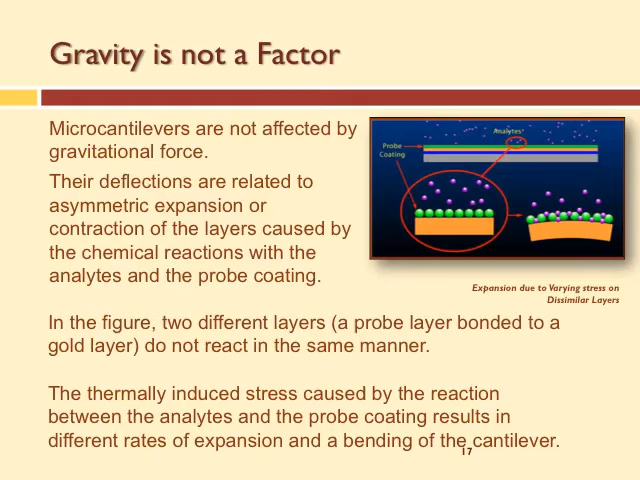 Gravity is not a Factor
Microcantilevers are not affected by
gravitational force.
Their deflections are related to
asymmetric expansion or
contraction of the layers caused by
the chemical reactions with the
analytes and the probe coating.
Analytes
Probe
Coating
Expansion due to Varying stress on
Dissimilar Layers
In the figure, two different layers (a probe layer bonded to a
gold layer) do not react in the same manner.
The thermally induced stress caused by the reaction
between the analytes and the probe coating results in
different rates of expansion and a bending of the cantilever.
17